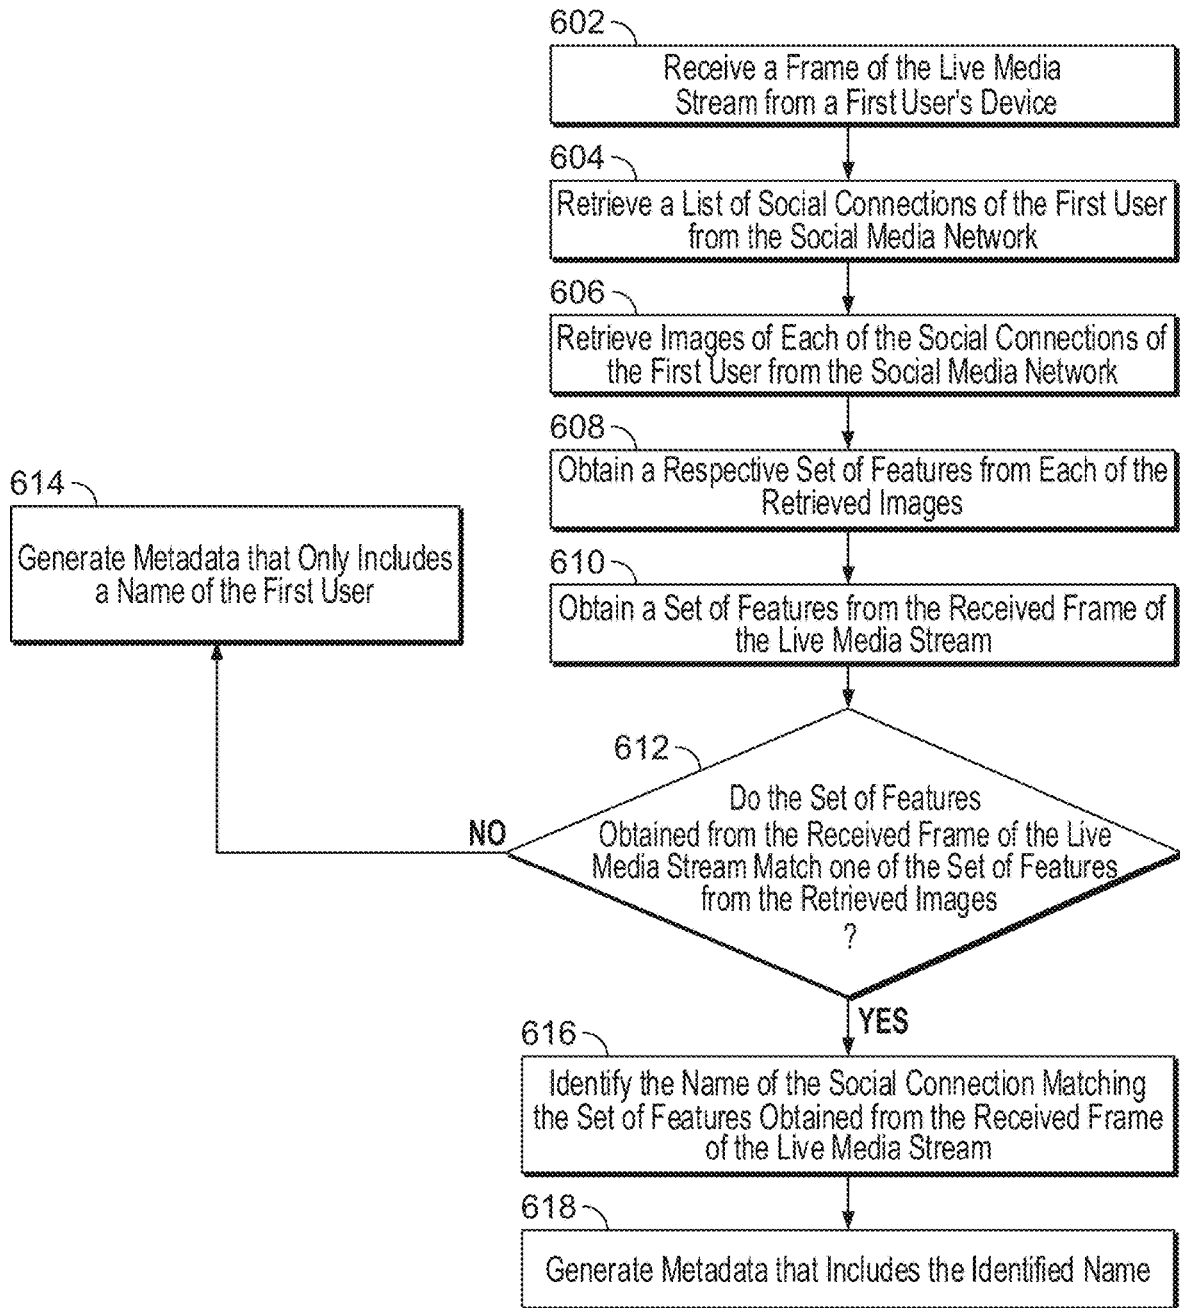 602
Receive a Frame of the Live Media
Stream from a First User's Device
604
Retrieve a List of Social Connections of the First User
from the Social Media Network
606
Retrieve Images of Each of the Social Connections of
the First User from the Social Media Network
608
Obtain a Respective Set of Features from Each of the
Retrieved Images
614
Generate Metadata that Only Includes
a Name of the First User
610
Obtain a Set of Features from the Received Frame of
the Live Media Stream
612
Do the Set of Features
Obtained from the Received Frame of the Live
Media Stream Match one of the Set of Features
from the Retrieved Images
?
NO
YES
616
Identify the Name of the Social Connection Matching
the Set of Features Obtained from the Received Frame
of the Live Media Stream
618
Generate Metadata that Includes the Identified Name